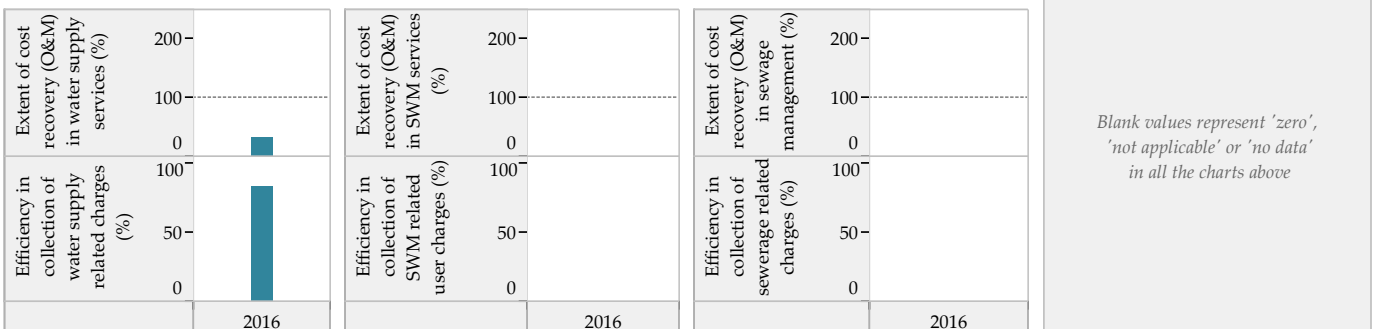 Extent of cost
recovery (O&M)
in water supply
services (%)
200
100
0
Efficiency in
collection of
water supply
related charges
(%)
100
50
0
2016
Extent of cost
recovery (O&M)
in SWM services
(%)
200
100
0
Efficiency in
collection of
SWM related
user charges (%)
100
50
0
2016
Extent of cost
recovery (O&M)
in sewage
management (%)
200
100
0
Efficiency in
collection of
sewerage related
charges (%)
100
50
0
2016
Blank values represent 'zero',
'not applicable' or 'no data'
in all the charts above